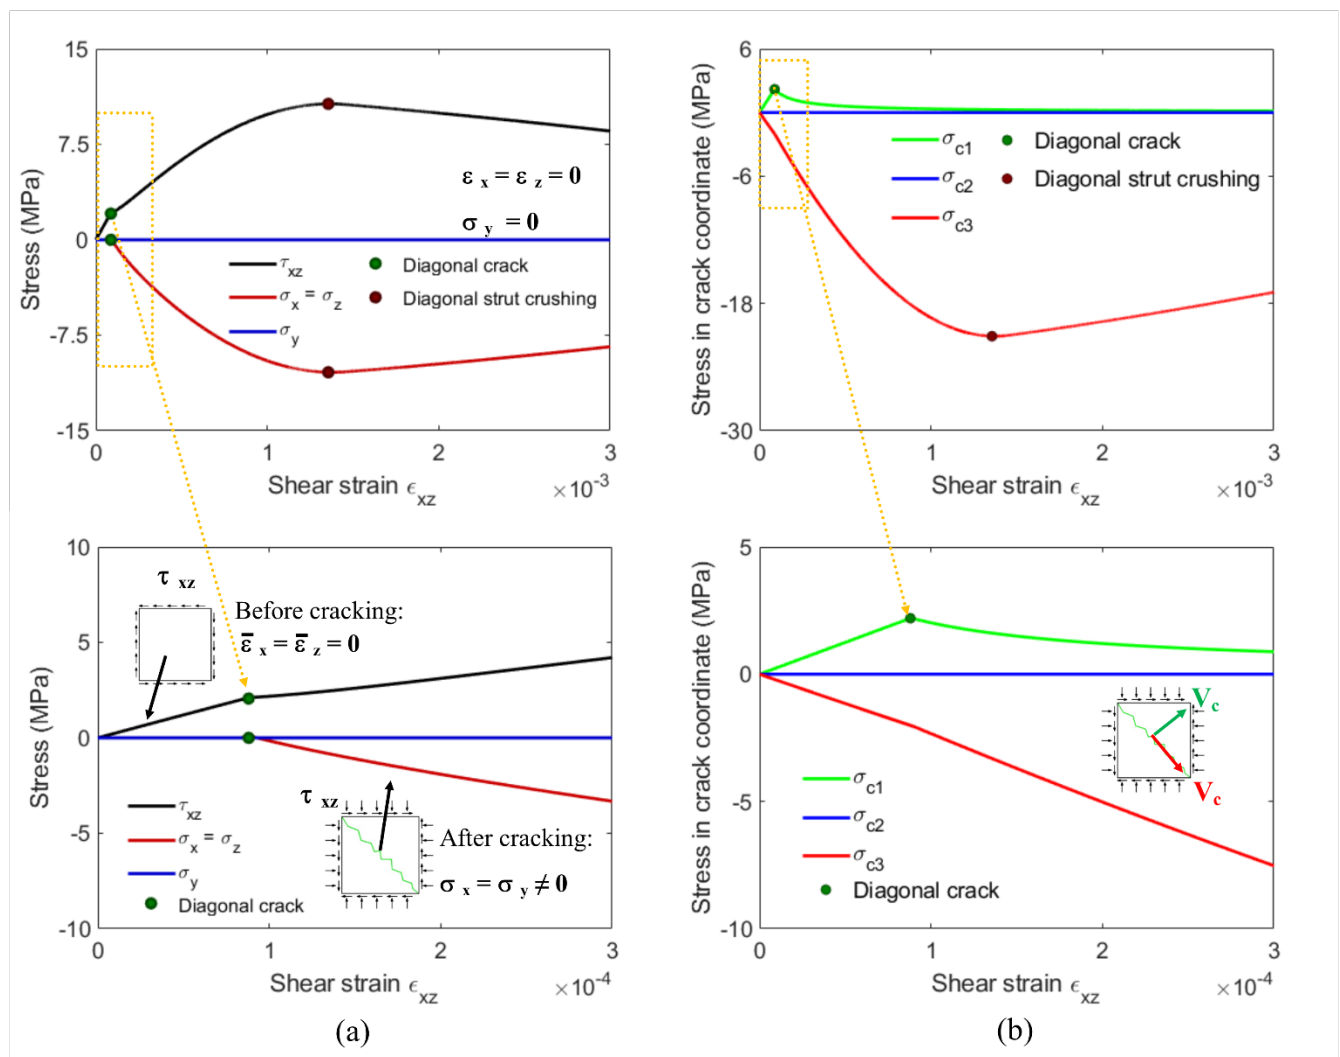 15
7.5
0
-7.5
-15
Stress (MPa)
ε x = ε z = 0
σ y = 0
τxz
σx = σz
σy
Diagonal crack
Diagonal strut crushing
0 1 2 3
Shear strain ϵxz
×10-3
6
-6
-18
-30
Stress in crack coordinate (MPa)
σc1
σc2
σc3
Diagonal crack
Diagonal strut crushing
0 1 2 3
Shear strain ϵxz
×10-3
10
5
0
-5
-10
Stress (MPa)
τ xz
Before cracking:
ε̄ x = ε̄ z = 0
τ xz
After cracking:
σ x = σ y ≠ 0
τxz
σx = σz
σy
Diagonal crack
0 1 2 3
Shear strain ϵxz
×10-4
(a)
5
0
-5
-10
Stress in crack coordinate (MPa)
Vc
Vc
σc1
σc2
σc3
Diagonal crack
0 1 2 3
Shear strain ϵxz
×10-4
(b)